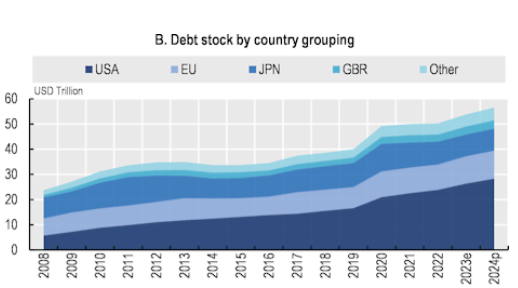 B. Debt stock by country grouping
USA EU JPN GBR Other
USD Trillion
60
50
40
30
20
10
0
2008 2009 2010 2011 2012 2013 2014 2015 2016 2017 2018 2019 2020 2021 2022 2023e 2024p